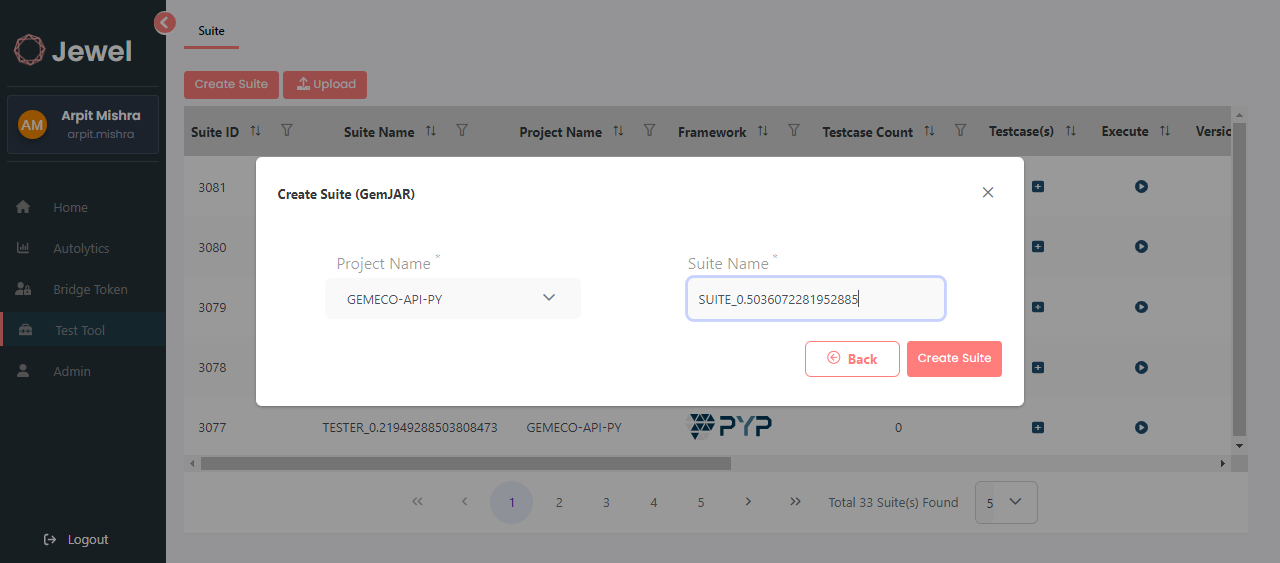 Jewel
AM
Arpit Mishra
arpit.mishra
Home
Autolytics
Bridge Token
Test Tool
Admin
Logout
Suite
Create Suite
Upload
Suite ID Suite Name Project Name Framework Testcase Count Testcase(s) Execute Versio
3081
3080
3079
3078
3077 TESTER_0.21949288503808473 GEMECO-API-PY PYP 0
Create Suite (GemJAR)
Project Name * Suite Name *
GEMECO-API-PY SUITE_0.5036072281952885
Back Create Suite
1 2 3 4 5 Total 33 Suite(s) Found 5